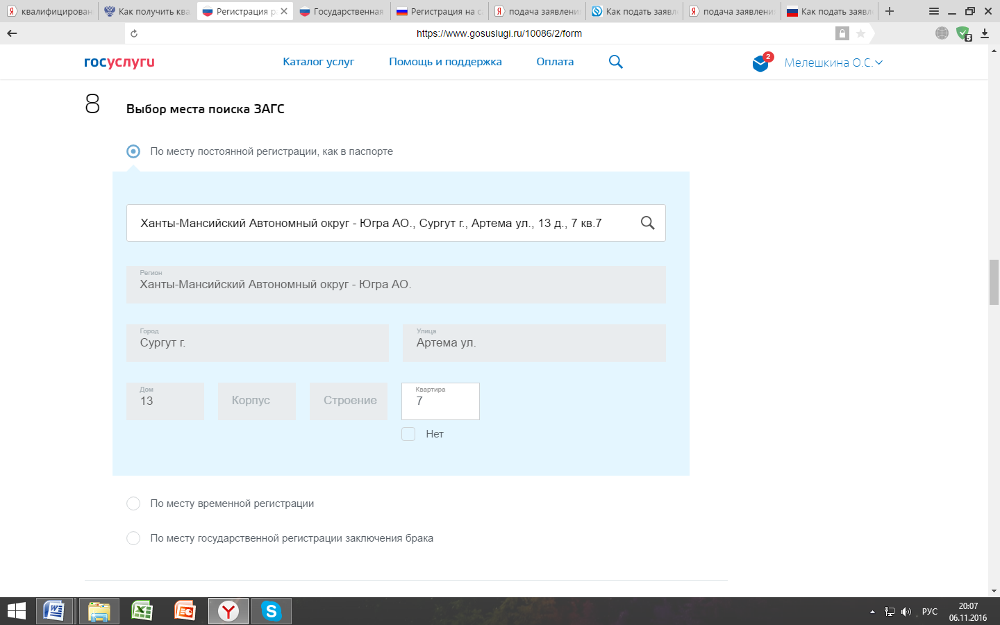 квалифицирован
Как получить ква
Регистрация р
Государственная
Регистрация на с
подача заявлени
Как подать заявл
подача заявлени
Как подать заявл
https://www.gosuslugi.ru/10086/2/form
госуслуги
Каталог услуг
Помощь и поддержка
Оплата
2
Мелешкина О.С.
8
Выбор места поиска ЗАГС
По месту постоянной регистрации, как в паспорте
Ханты-Мансийский Автономный округ - Югра АО., Сургут г., Артема ул., 13 д., 7 кв.7
Регион
Ханты-Мансийский Автономный округ - Югра АО.
Город
Сургут г.
Улица
Артема ул.
Дом
13
Корпус
Строение
Квартира
7
Нет
По месту временной регистрации
По месту государственной регистрации заключения брака
РУС
20:07
06.11.2016